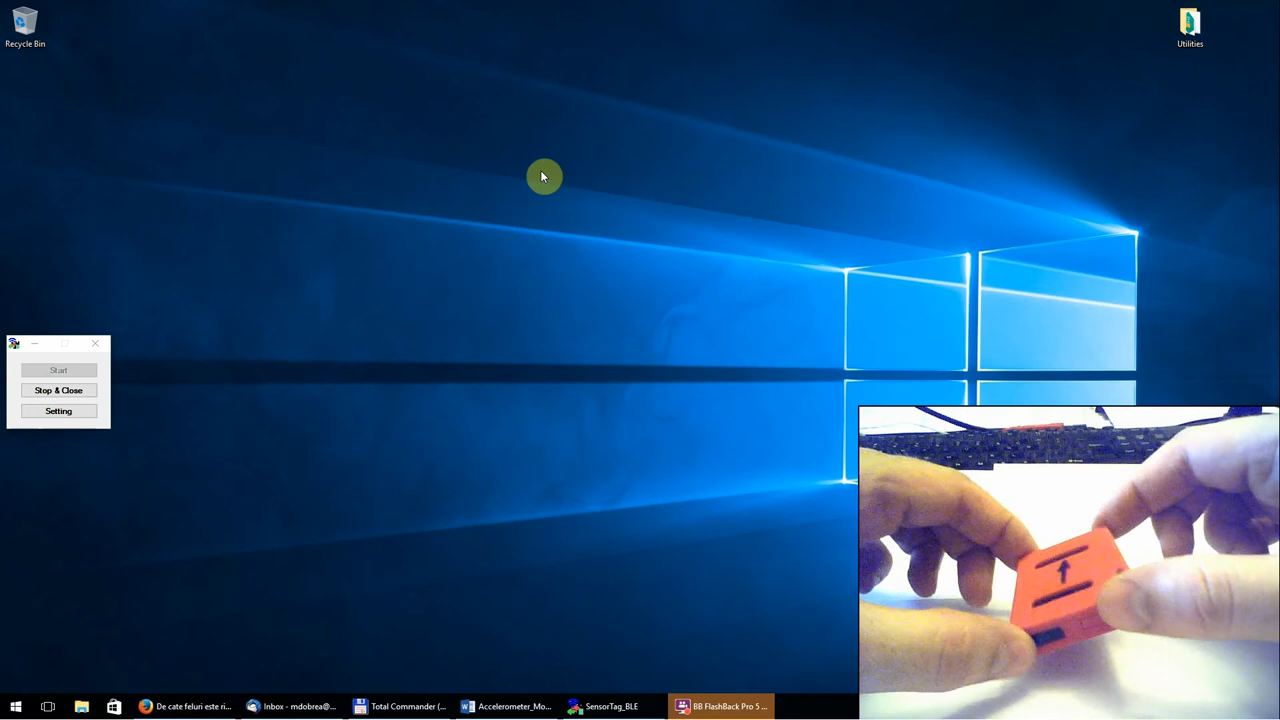 Recycle Bin
Utilities
Start
Stop & Close
Setting
De cate feluri este ri...
Inbox - mdobrea@...
Total Commander (...
Accelerometer_Mo...
SensorTag_BLE
BB FlashBack Pro 5 ...